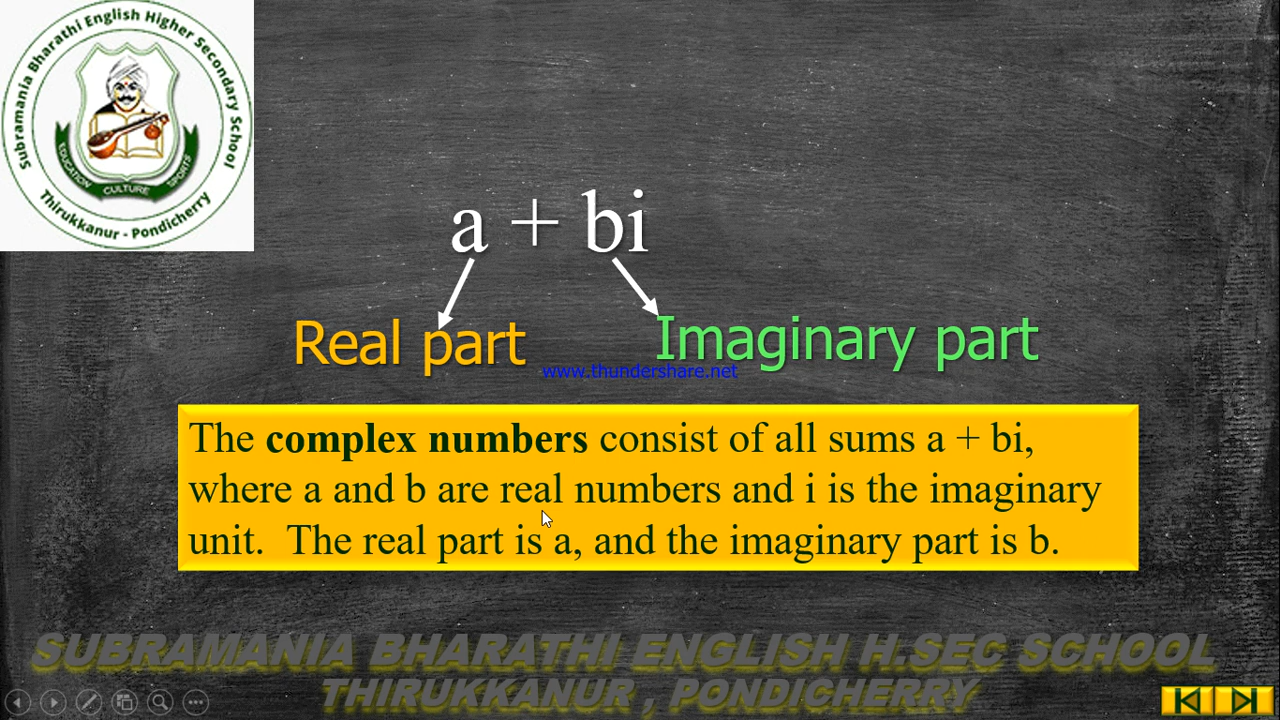 Subramania Bharathi English Higher Secondary School
EDUCATION CULTURE SPORTS
Thirukkanur - Pondicherry
a + bi
Real part
Imaginary part
www.thundershare.net
The complex numbers consist of all sums a + bi,
where a and b are real numbers and i is the imaginary
unit.  The real part is a, and the imaginary part is b.
SUBRAMANIA BHARATHI ENGLISH H.SEC SCHOOL
THIRUKKANUR , PONDICHERRY